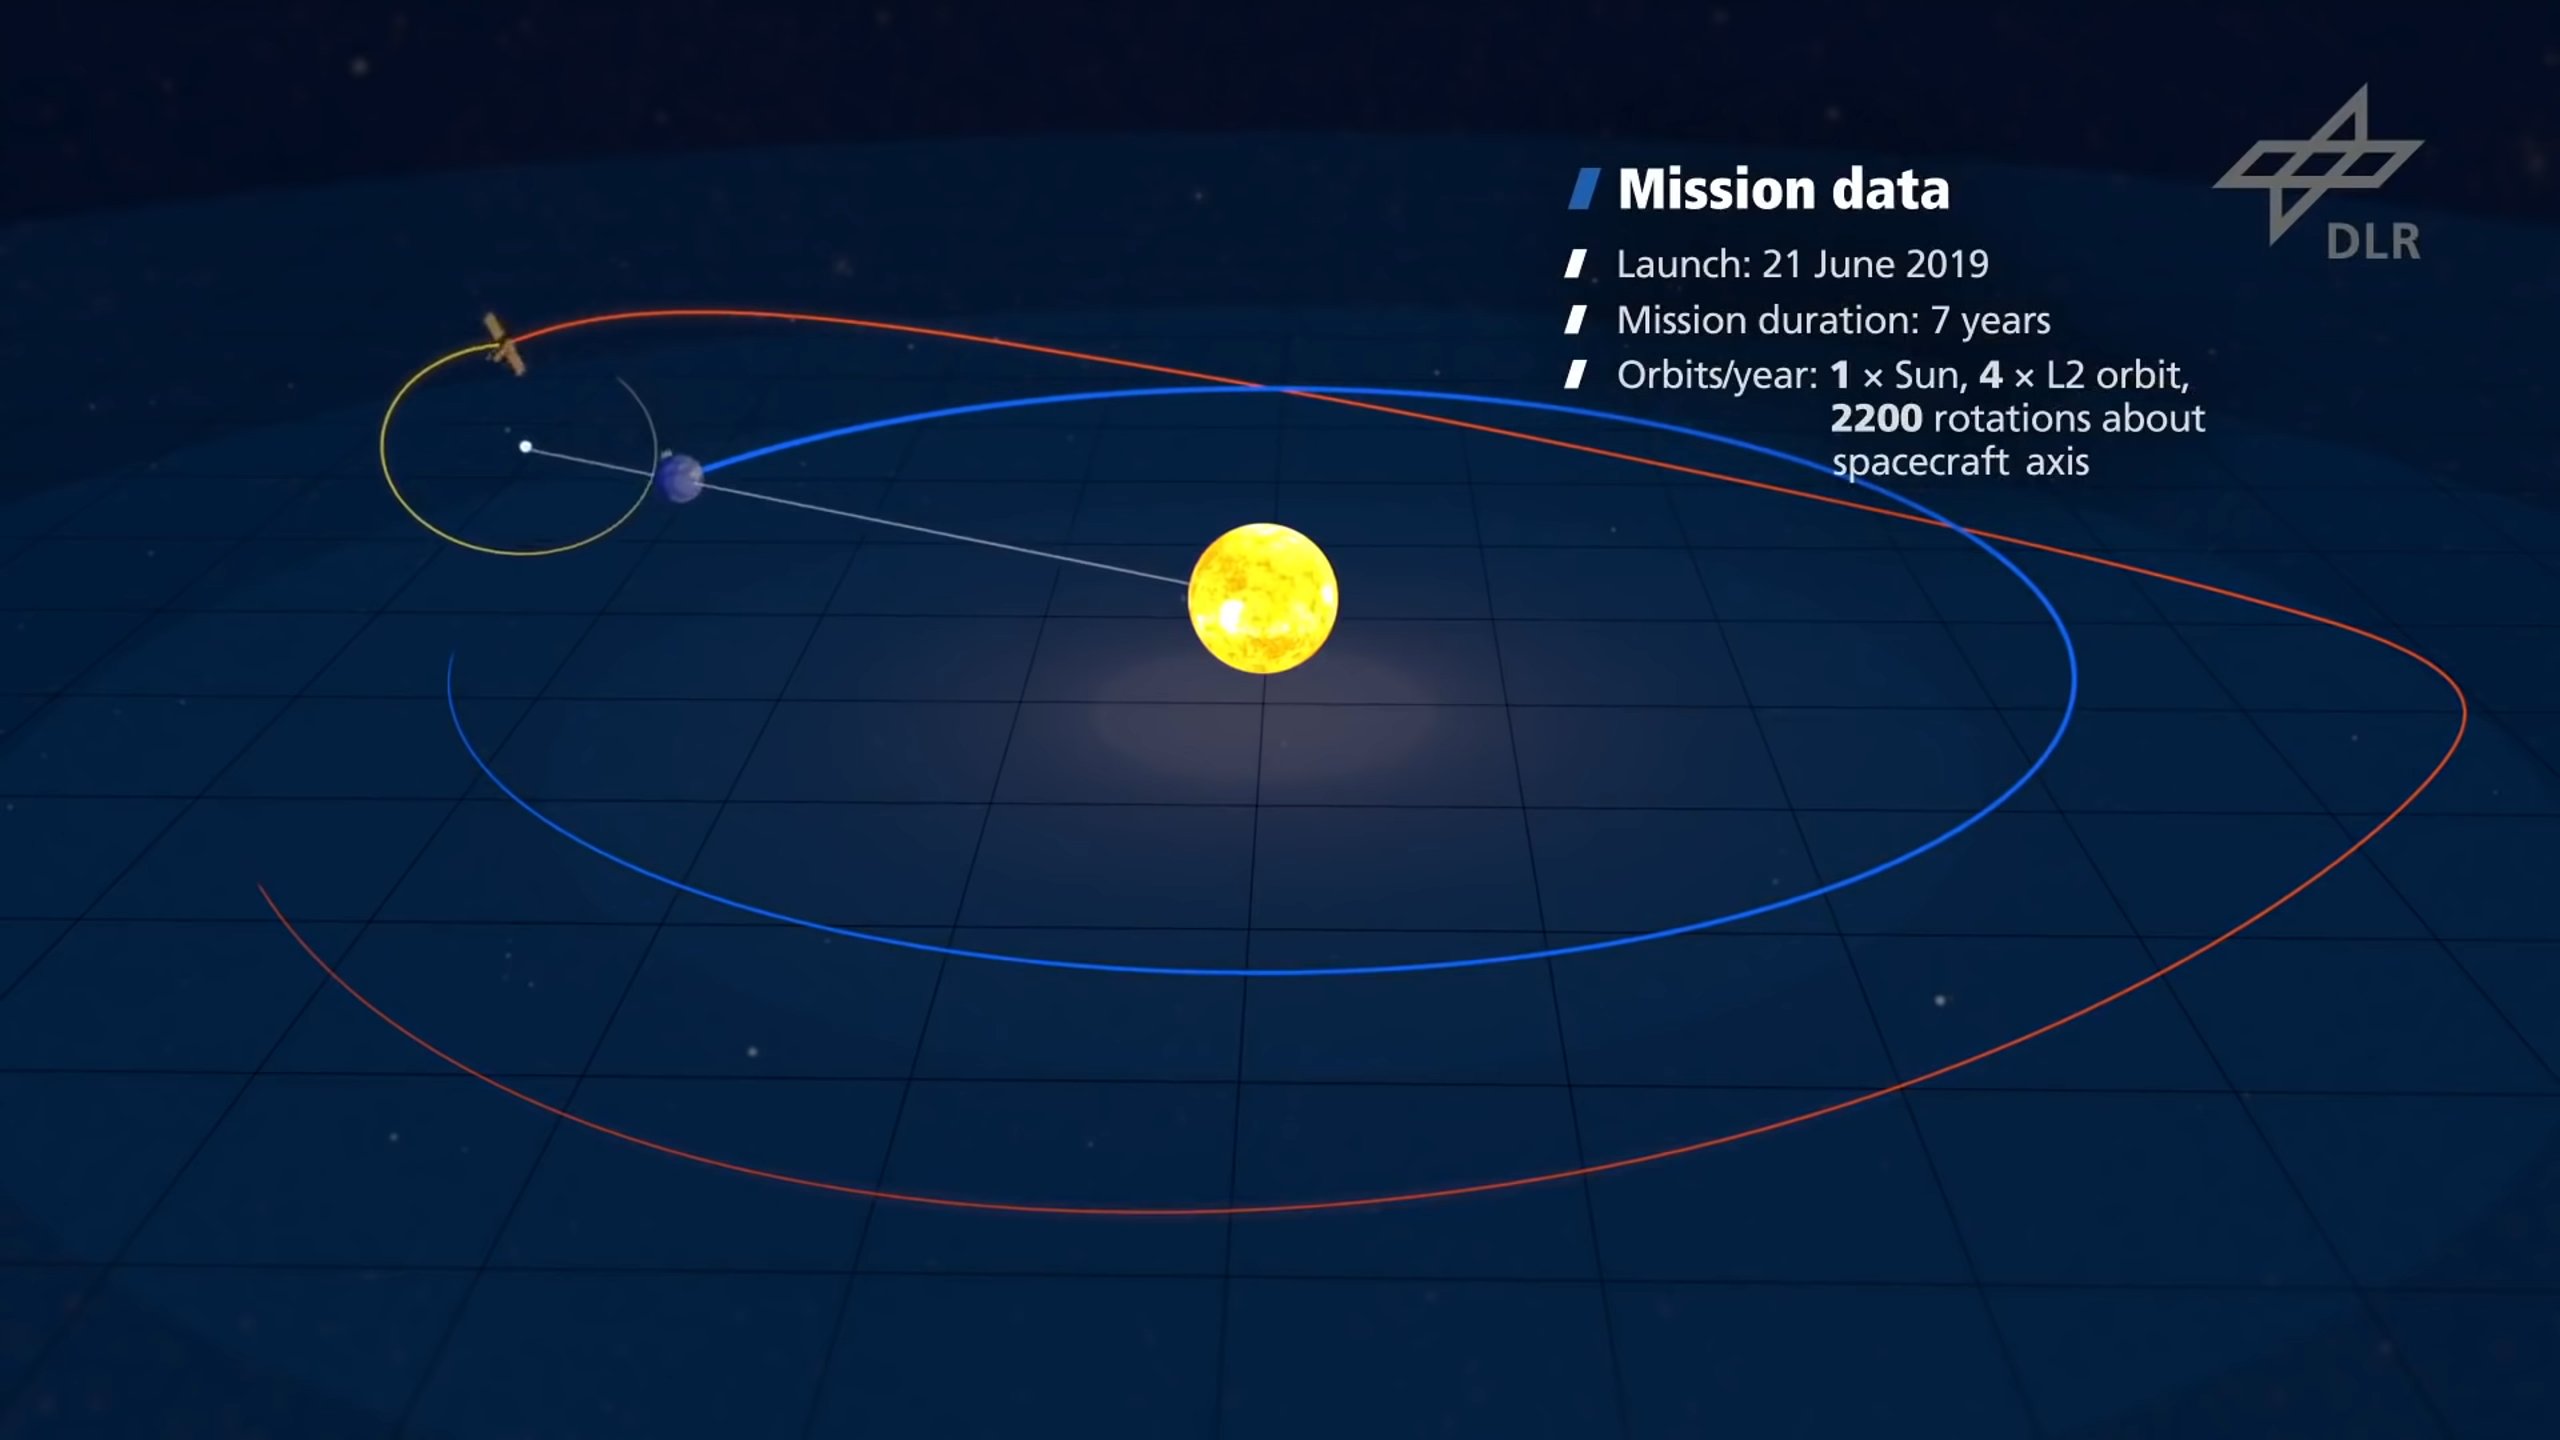 Mission data
Launch: 21 June 2019
Mission duration: 7 years
Orbits/year: 1 × Sun, 4 × L2 orbit,
2200 rotations about
spacecraft axis
DLR